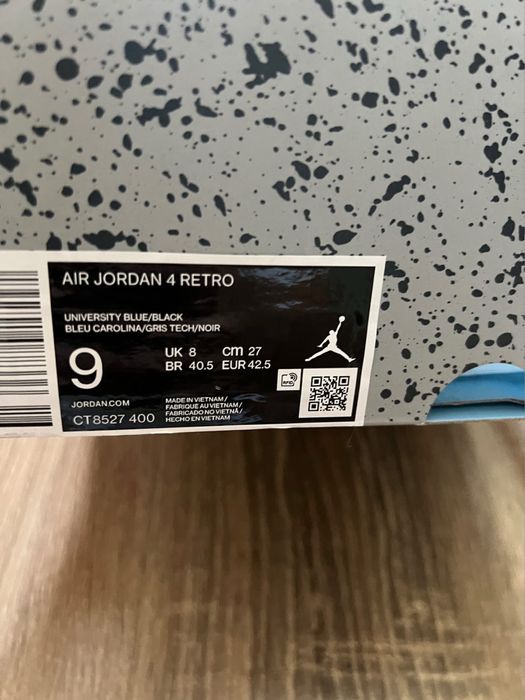 AIR JORDAN 4 RETRO
UNIVERSITY BLUE/BLACK
BLEU CAROLINA/GRIS TECH/NOIR
9
UK 8 cm 27
BR 40.5 EUR 42.5
RFID
JORDAN.COM
CT8527 400
MADE IN VIETNAM /
FABRIQUE AU VIETNAM /
FABRICADO NO VIETNÃ /
HECHO EN VIETNAM